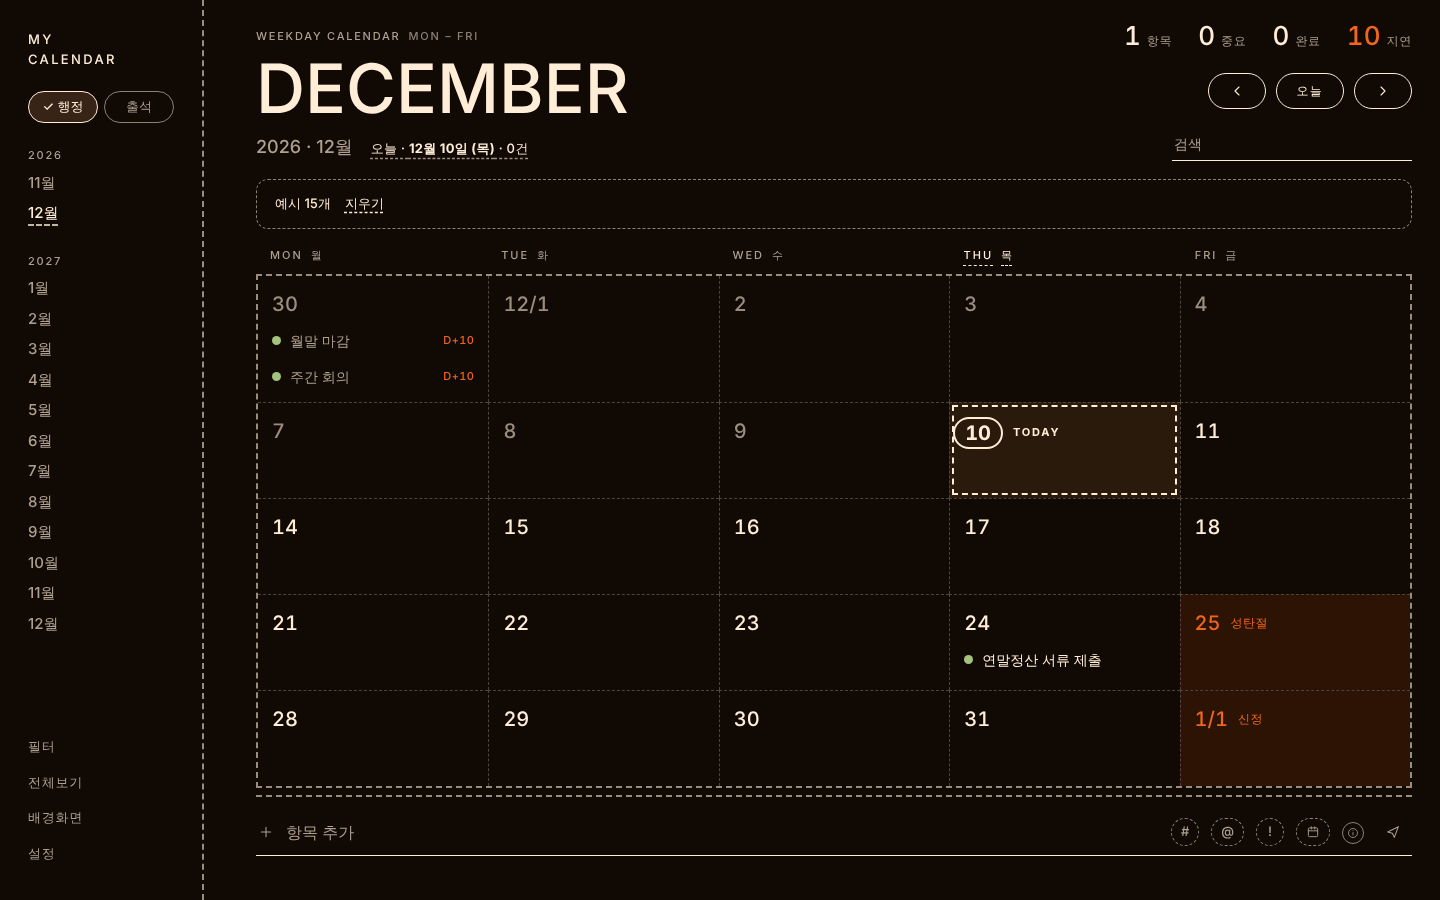 MY
CALENDAR
행정 출석
2026
11월
12월
2027
1월
2월
3월
4월
5월
6월
7월
8월
9월
10월
11월
12월
필터
전체보기
배경화면
설정
WEEKDAY CALENDAR MON – FRI
DECEMBER
2026 · 12월 오늘 · 12월 10일 (목) · 0건
1 항목 0 중요 0 완료 10 지연
오늘
검색
예시 15개 지우기
MON 월 TUE 화 WED 수 THU 목 FRI 금
30 12/1 2 3 4
월말 마감 D+10
주간 회의 D+10
7 8 9 10 TODAY 11
14 15 16 17 18
21 22 23 24 25 성탄절
연말정산 서류 제출
28 29 30 31 1/1 신정
+ 항목 추가 # @ !